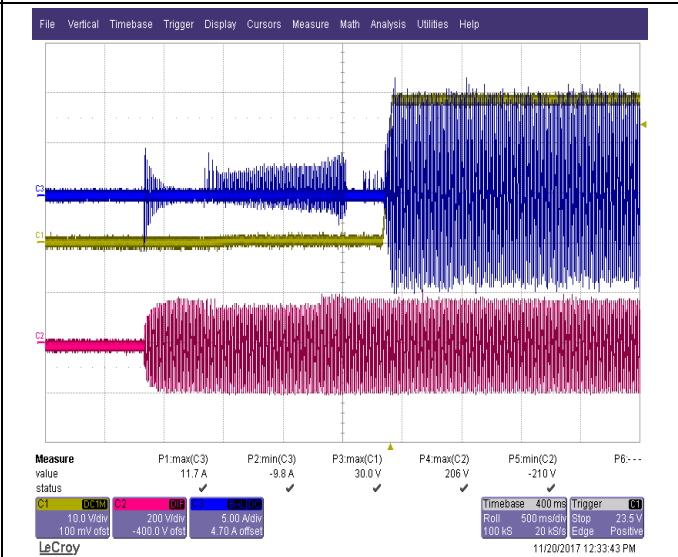 File Vertical Timebase Trigger Display Cursors Measure Math Analysis Utilities Help
C3
C1
C2
Measure P1:max(C3) P2:min(C3) P3:max(C1) P4:max(C2) P5:min(C2) P6:- - -
value 11.7 A -9.8 A 30.0 V 206 V -210 V
status
C1 DC1M C2 DIF C3 Timebase 400 ms Trigger C1
10.0 V/div 200 V/div 5.00 A/div Roll 500 ms/div Stop 23.5 V
100 mV ofst -400.0 V ofst 4.70 A offset 100 kS 20 kS/s Edge Positive
LeCroy 11/20/2017 12:33:43 PM